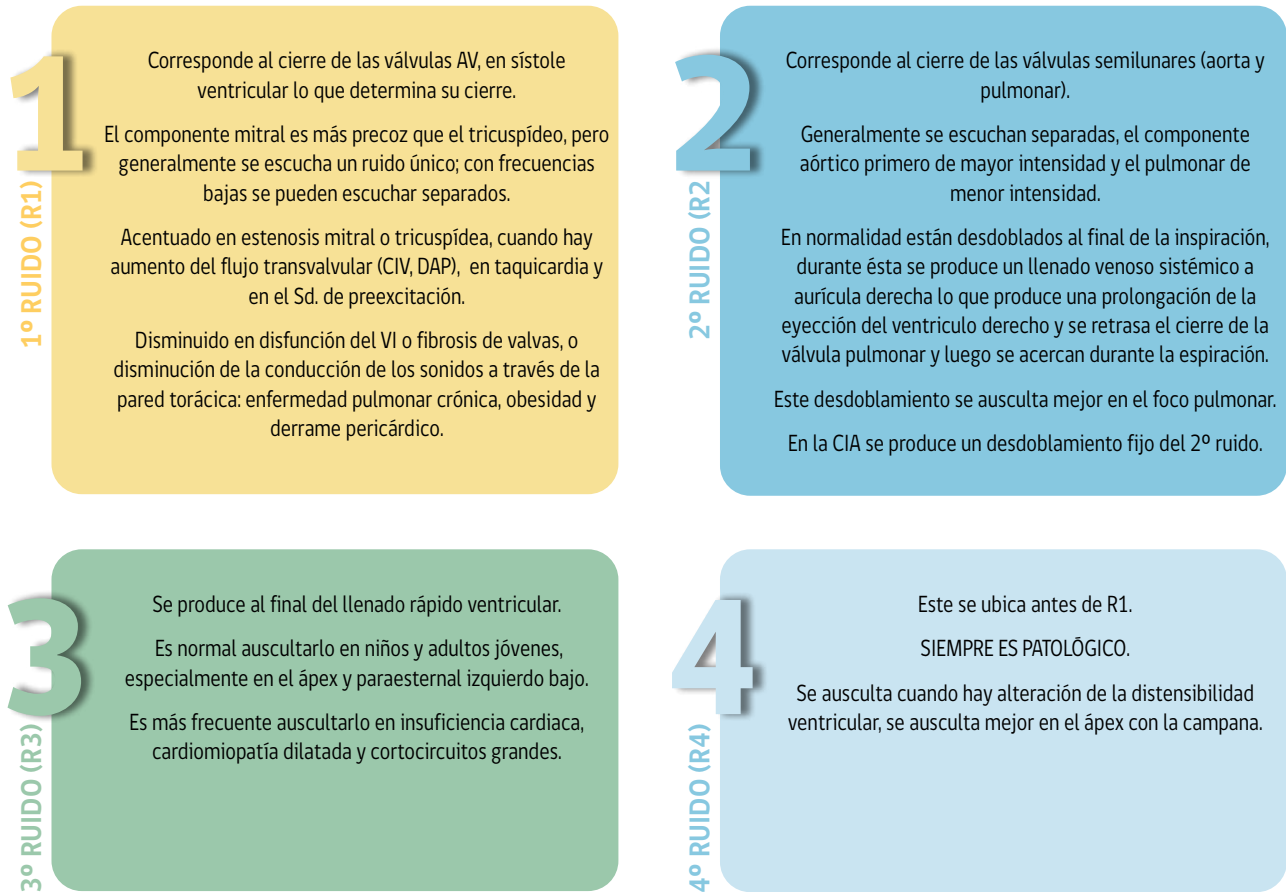 1
1º RUIDO (R1)
Corresponde al cierre de las válvulas AV, en sístole
ventricular lo que determina su cierre.
El componente mitral es más precoz que el tricuspídeo, pero
generalmente se escucha un ruido único; con frecuencias
bajas se pueden escuchar separados.
Acentuado en estenosis mitral o tricuspídea, cuando hay
aumento del flujo transvalvular (CIV, DAP), en taquicardia y
en el Sd. de preexcitación.
Disminuido en disfunción del VI o fibrosis de valvas, o
disminución de la conducción de los sonidos a través de la
pared torácica: enfermedad pulmonar crónica, obesidad y
derrame pericárdico.
2
2º RUIDO (R2
Corresponde al cierre de las válvulas semilunares (aorta y
pulmonar).
Generalmente se escuchan separadas, el componente
aórtico primero de mayor intensidad y el pulmonar de
menor intensidad.
En normalidad están desdoblados al final de la inspiración,
durante ésta se produce un llenado venoso sistémico a
aurícula derecha lo que produce una prolongación de la
eyección del ventriculo derecho y se retrasa el cierre de la
válvula pulmonar y luego se acercan durante la espiración.
Este desdoblamiento se ausculta mejor en el foco pulmonar.
En la CIA se produce un desdoblamiento fijo del 2º ruido.
3
3º RUIDO (R3)
Se produce al final del llenado rápido ventricular.
Es normal auscultarlo en niños y adultos jóvenes,
especialmente en el ápex y paraesternal izquierdo bajo.
Es más frecuente auscultarlo en insuficiencia cardiaca,
cardiomiopatía dilatada y cortocircuitos grandes.
4
4º RUIDO (R4)
Este se ubica antes de R1.
SIEMPRE ES PATOLÓGICO.
Se ausculta cuando hay alteración de la distensibilidad
ventricular, se ausculta mejor en el ápex con la campana.